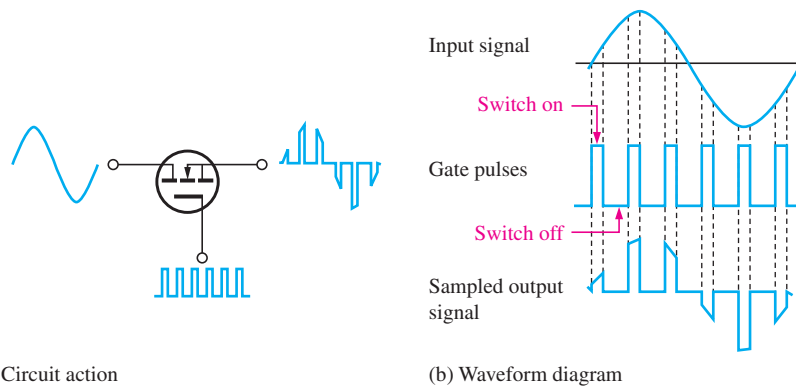 Input signal
Switch on
Gate pulses
Switch off
Sampled output
signal
Circuit action
(b) Waveform diagram